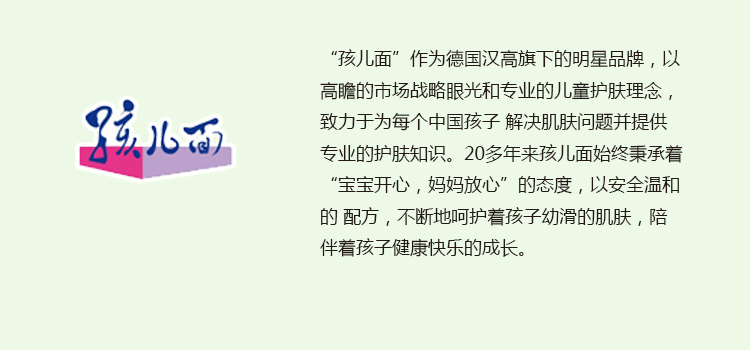 孩儿面
“孩儿面”作为德国汉高旗下的明星品牌，以
高瞻的市场战略眼光和专业的儿童护肤理念，
致力于为每个中国孩子 解决肌肤问题并提供
专业的护肤知识。20多年来孩儿面始终秉承着
“宝宝开心，妈妈放心”的态度，以安全温和
的 配方，不断地呵护着孩子幼滑的肌肤，陪
伴着孩子健康快乐的成长。